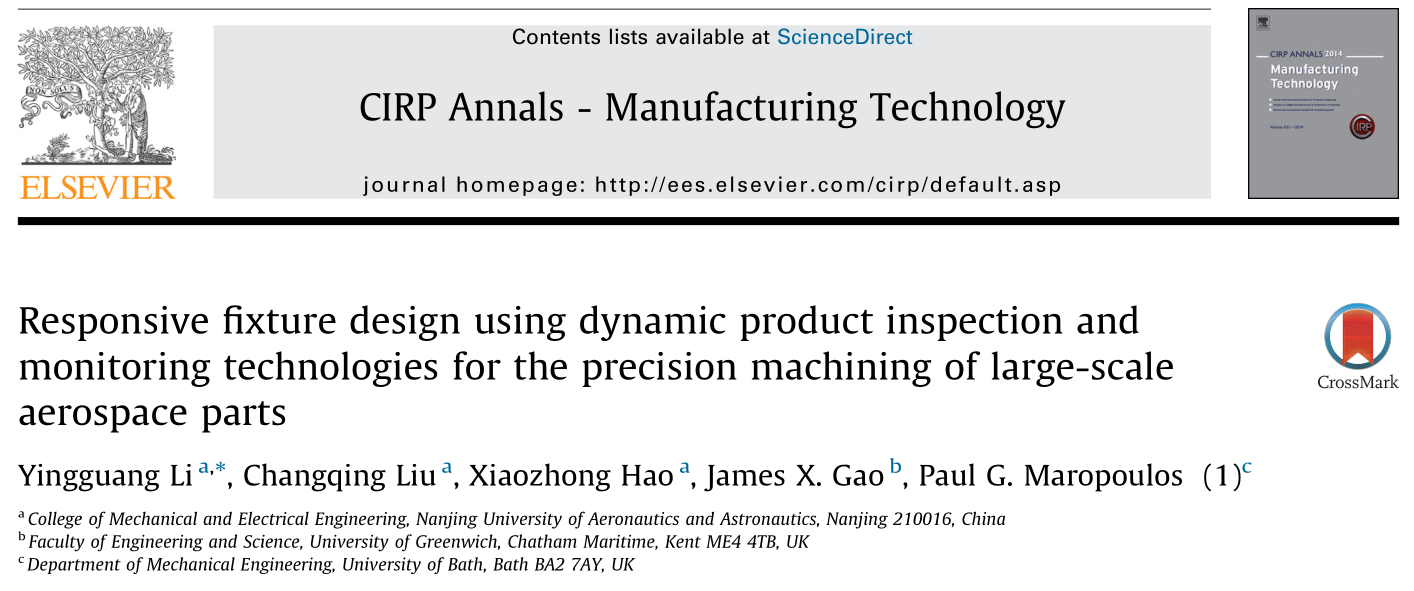 Contents lists available at ScienceDirect
CIRP Annals - Manufacturing Technology
journal homepage: http://ees.elsevier.com/cirp/default.asp
NON SOLUS
ELSEVIER
CIRP ANNALS 2014
Manufacturing
Technology
Volume 63/1 • 2014
CIRP
Responsive fixture design using dynamic product inspection and
monitoring technologies for the precision machining of large-scale
aerospace parts
CrossMark
Yingguang Li a,*, Changqing Liu a, Xiaozhong Hao a, James X. Gao b, Paul G. Maropoulos (1)c
a College of Mechanical and Electrical Engineering, Nanjing University of Aeronautics and Astronautics, Nanjing 210016, China
b Faculty of Engineering and Science, University of Greenwich, Chatham Maritime, Kent ME4 4TB, UK
c Department of Mechanical Engineering, University of Bath, Bath BA2 7AY, UK